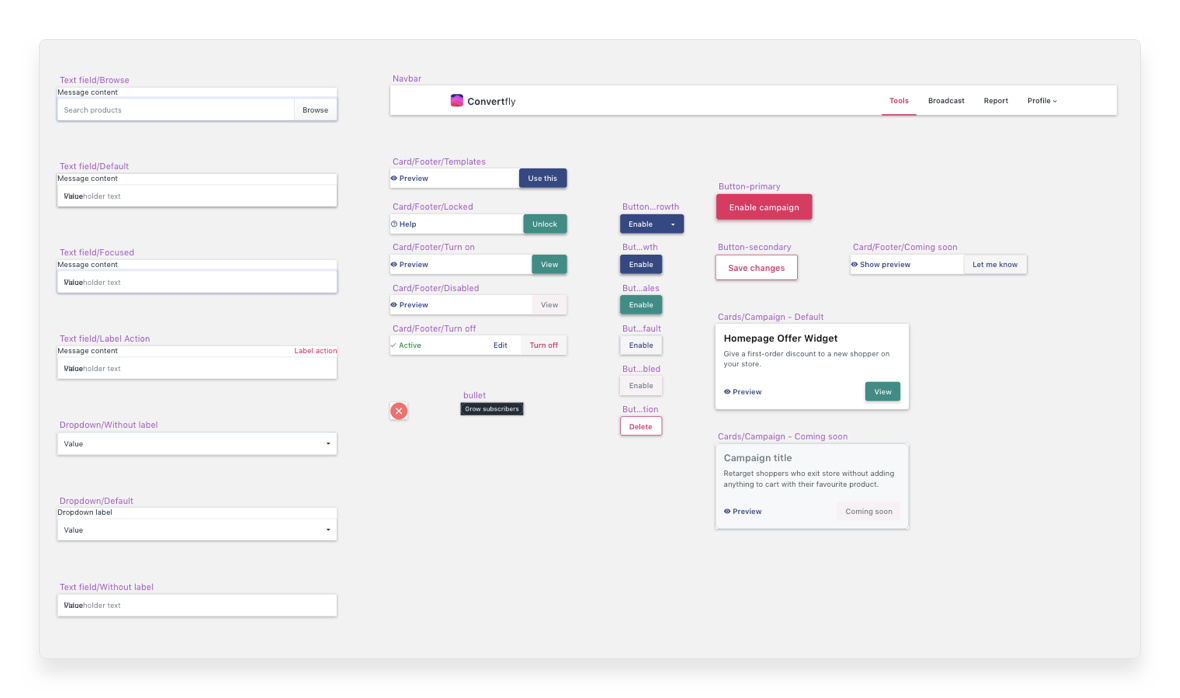 Text field/Browse
Message content
Search products
Browse
Text field/Default
Message content
Value
holder text
Text field/Focused
Message content
Value
holder text
Text field/Label Action
Message content
Label action
Value
holder text
Dropdown/Without label
Value
Dropdown/Default
Dropdown label
Value
Text field/Without label
Value
holder text
Navbar
Convertfly
Tools
Broadcast
Report
Profile
Card/Footer/Templates
Preview
Use this
Card/Footer/Locked
Help
Unlock
Card/Footer/Turn on
Preview
View
Card/Footer/Disabled
Preview
View
Card/Footer/Turn off
Active
Edit
Turn off
bullet
Grow subscribers
Button...rowth
Enable
But...wth
Enable
But...ales
Enable
But...fault
Enable
But...bled
Enable
But...tion
Delete
Button-primary
Enable campaign
Button-secondary
Save changes
Card/Footer/Coming soon
Show preview
Let me know
Cards/Campaign - Default
Homepage Offer Widget
Give a first-order discount to a new shopper on
your store.
Preview
View
Cards/Campaign - Coming soon
Campaign title
Retarget shoppers who exit store without adding
anything to cart with their favourite product.
Preview
Coming soon